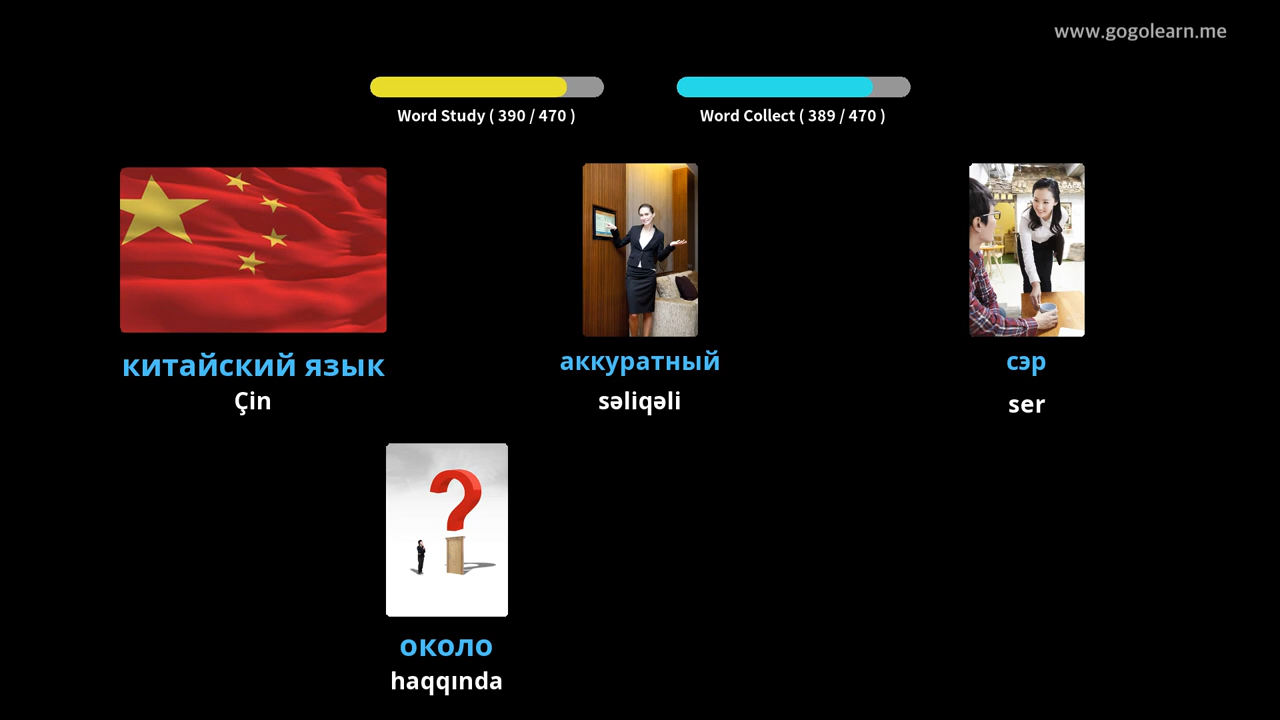 www.gogolearn.me
Word Study ( 390 / 470 )
Word Collect ( 389 / 470 )
китайский язык
Çin
аккуратный
səliqəli
сэр
ser
около
haqqında